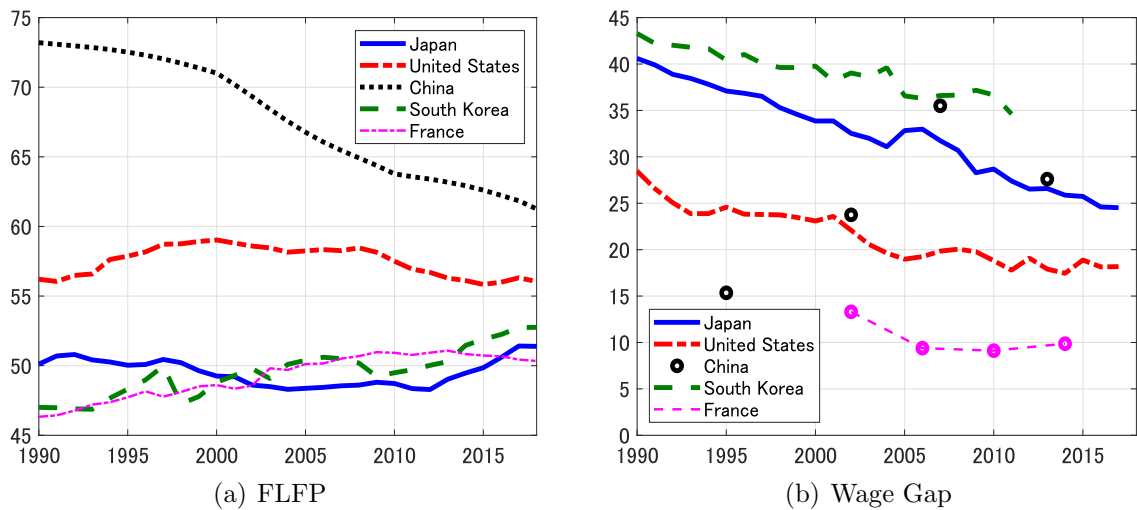 75
70
65
60
55
50
45
1990 1995 2000 2005 2010 2015
Japan
United States
China
South Korea
France
(a) FLFP
45
40
35
30
25
20
15
10
5
0
1990 1995 2000 2005 2010 2015
Japan
United States
China
South Korea
France
(b) Wage Gap